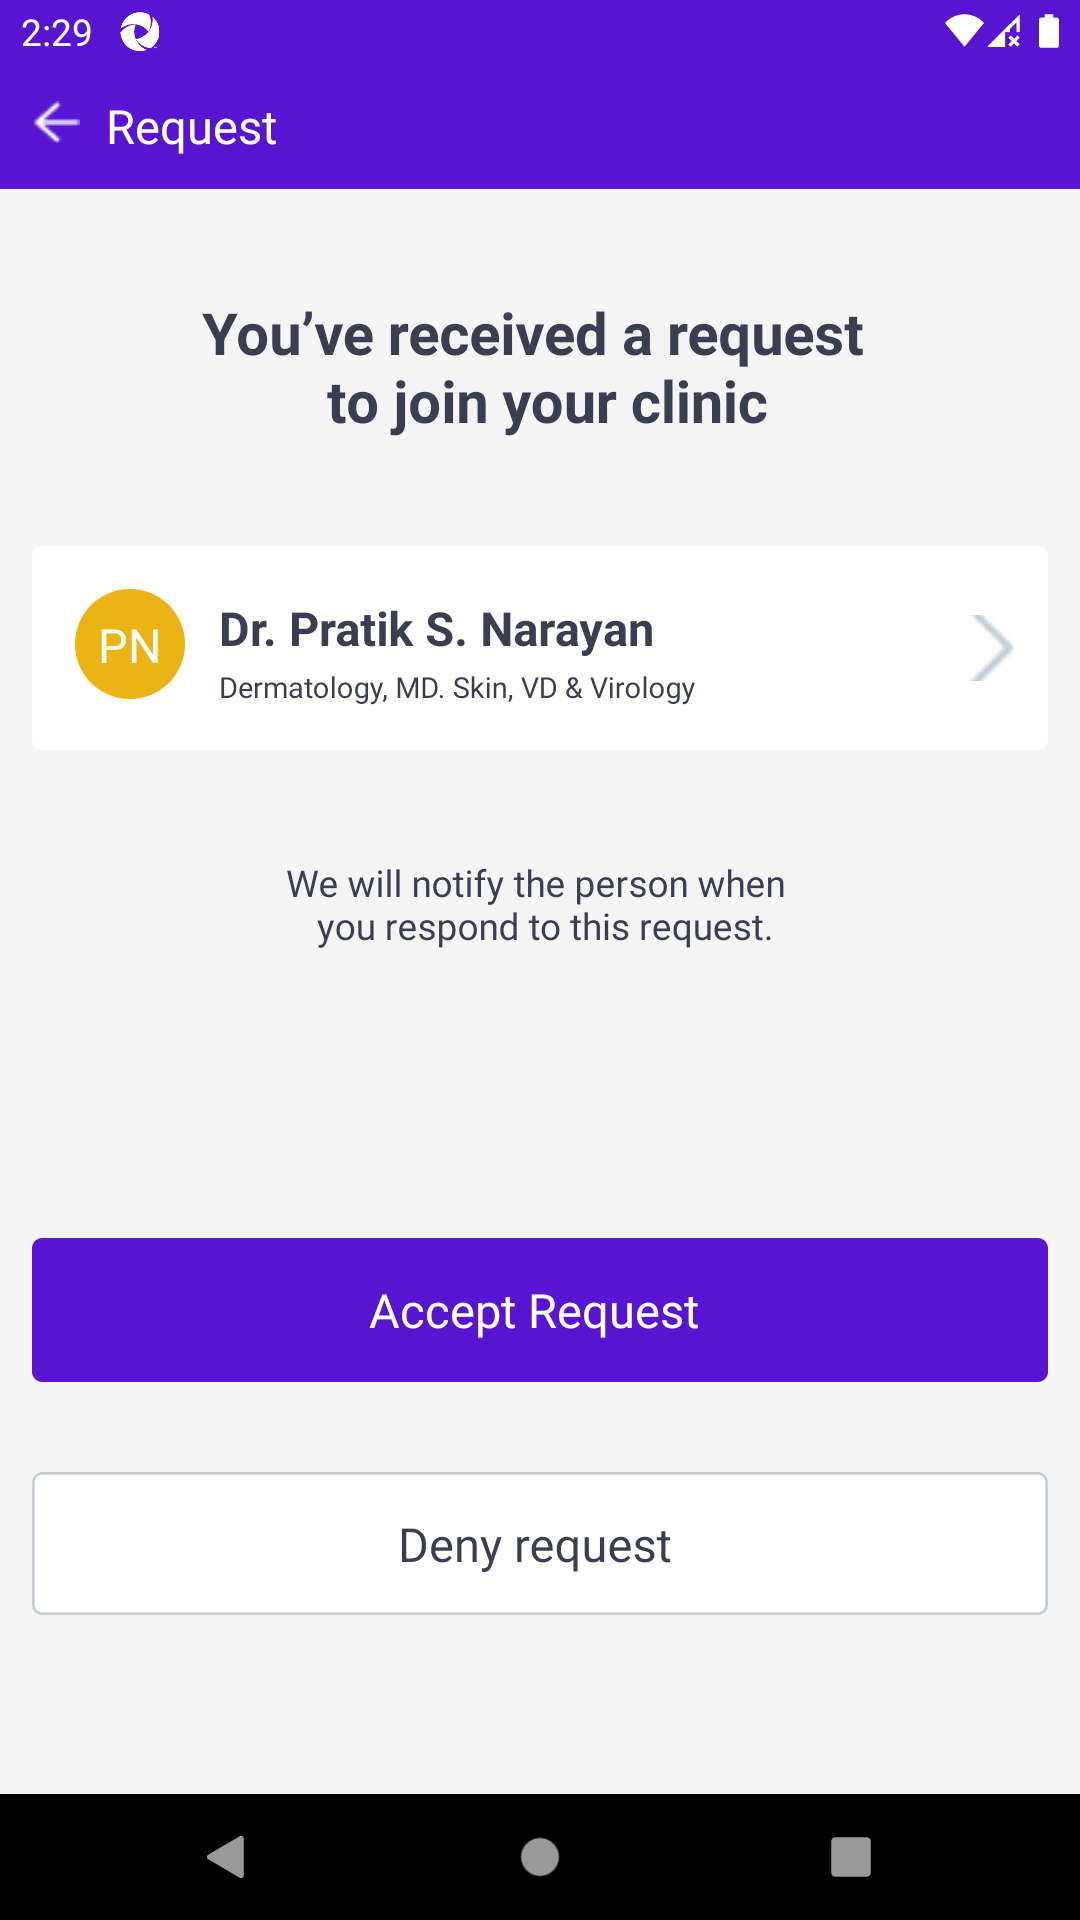 2:29
Request
You’ve received a request
to join your clinic
PN
Dr. Pratik S. Narayan
Dermatology, MD. Skin, VD & Virology
We will notify the person when
you respond to this request.
Accept Request
Deny request